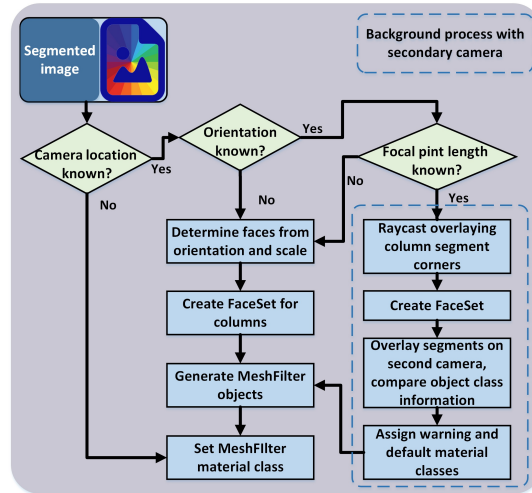 Segmented
image
Background process with
secondary camera
Camera location
known?
Orientation
known?
Focal pint length
known?
Yes
Yes
No
No
No
Yes
Determine faces from
orientation and scale
Create FaceSet for
columns
Generate MeshFilter
objects
Set MeshFIlter
material class
Raycast overlaying
column segment
corners
Create FaceSet
Overlay segments on
second camera,
compare object class
information
Assign warning and
default material
classes